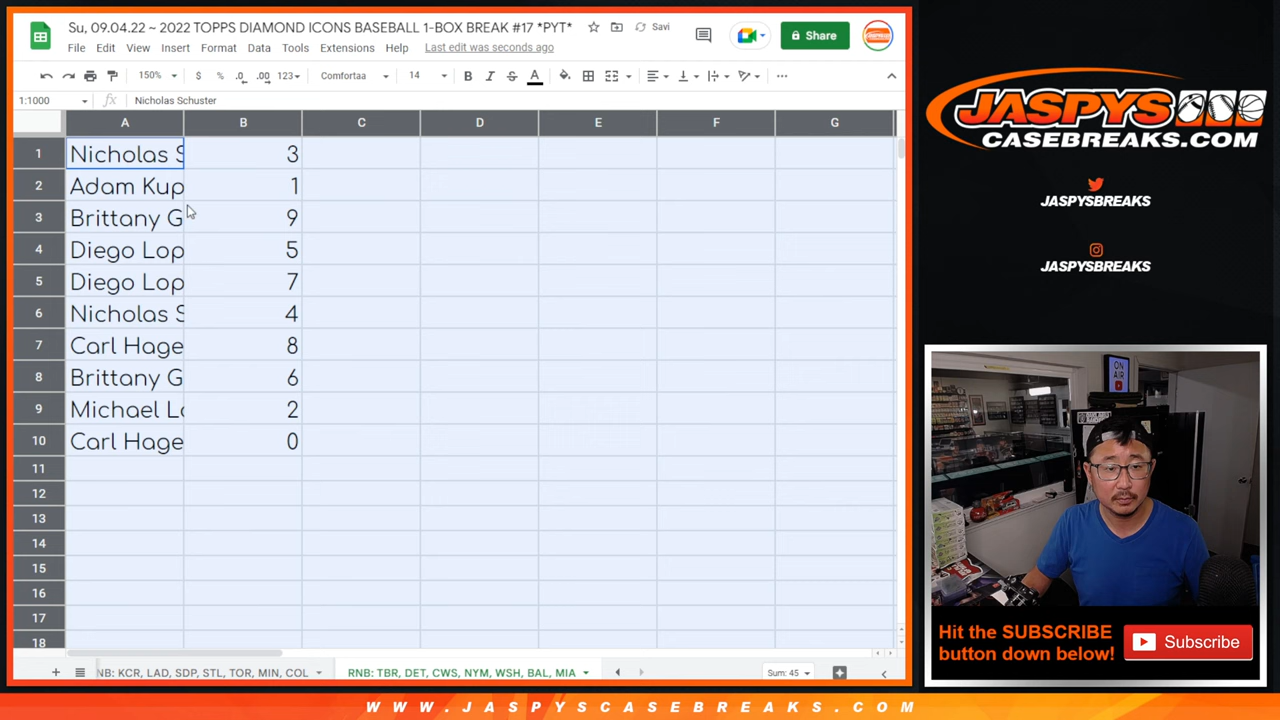 Su, 09.04.22 ~ 2022 TOPPS DIAMOND ICONS BASEBALL 1-BOX BREAK #17 *PYT*
Savi
File Edit View Insert Format Data Tools Extensions Help Last edit was seconds ago
Share
150% $ % .0 .00 123 Comfortaa 14 B I S A
1:1000 fx Nicholas Schuster
A B C D E F G
1 Nicholas S 3
2 Adam Kup 1
3 Brittany G 9
4 Diego Lop 5
5 Diego Lop 7
6 Nicholas S 4
7 Carl Hage 8
8 Brittany G 6
9 Michael Lo 2
10 Carl Hage 0
11
12
13
14
15
16
17
18
NB: KCR, LAD, SDP, STL, TOR, MIN, COL RNB: TBR, DET, CWS, NYM, WSH, BAL, MIA Sum: 45
JASPYS
CASEBREAKS.COM
JASPYSBREAKS
JASPYSBREAKS
ON AIR
Hit the SUBSCRIBE
button down below!
Subscribe
WWW.JASPYSCASEBREAKS.COM